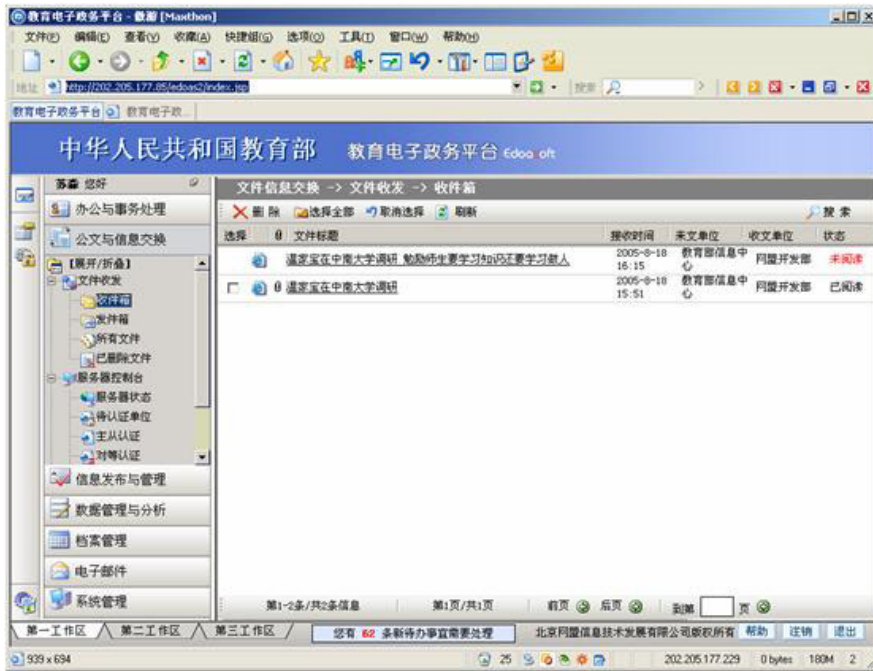 教育电子政务平台 - 傲游 [Maxthon]
文件(F) 编辑(E) 查看(V) 收藏(A) 快捷组(G) 选项(O) 工具(T) 窗口(W) 帮助(H)
地址 http://202.205.177.85/edoas2/index.jsp 搜索
教育电子政务平台 教育电子政...
中华人民共和国教育部 教育电子政务平台
苏淼 您好
文件信息交换 -> 文件收发 -> 收件箱
办公与事务处理
删 除 选择全部 取消选择 刷新 搜 索
公文与信息交换
选择 文件标题 接收时间 来文单位 收文单位 状态
[展开/折叠]
文件收发
收件箱
发件箱
所有文件
已删除文件
服务器控制台
服务器状态
待认证单位
主从认证
对等认证
温家宝在中南大学调研 勉励师生要学习知识还要学习做人 2005-8-18 16:15 教育部信息中心 同盟开发部 未阅读
温家宝在中南大学调研 2005-8-18 15:51 教育部信息中心 同盟开发部 已阅读
信息发布与管理
数据管理与分析
档案管理
电子邮件
系统管理
第1-2条/共2条信息 第1页/共1页 前页 后页 到第 页
第一工作区 第二工作区 第三工作区 您有 62 条新待办事宜需要处理 北京同盟信息技术发展有限公司版权所有 帮助 注销 退出
939 x 694 25 202.205.177.229 0 bytes 180M 2